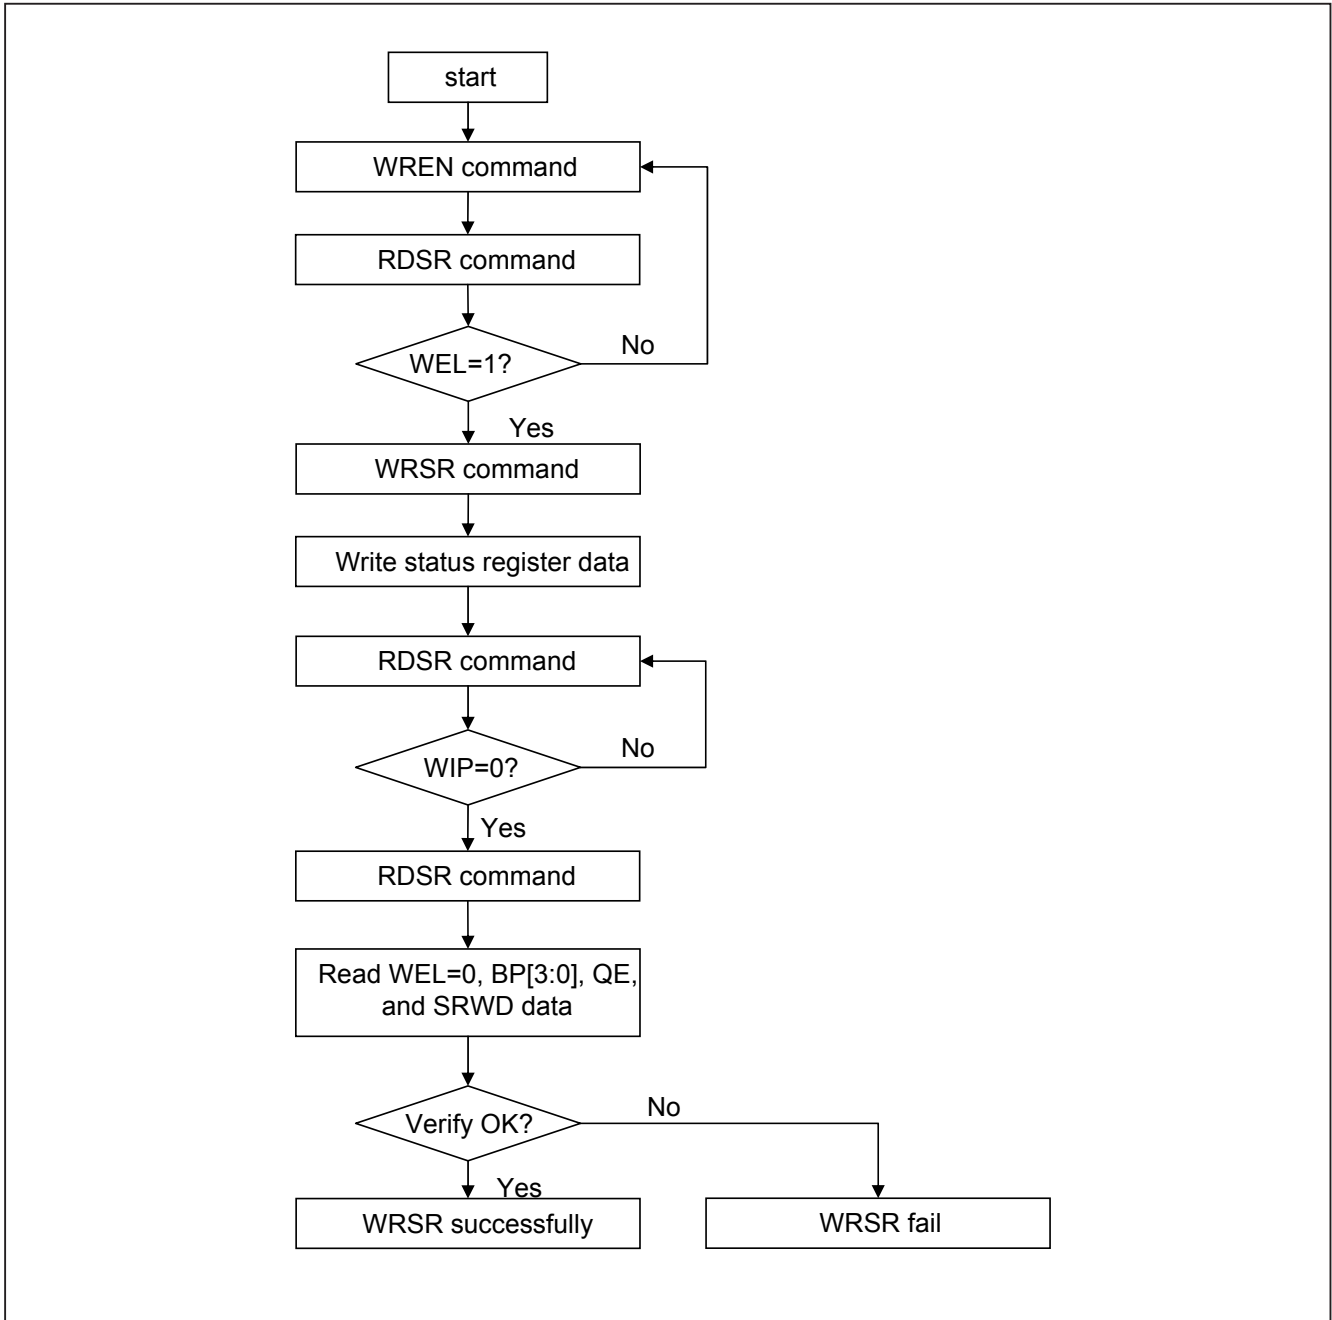 start
WREN command
RDSR command
WEL=1?
No
Yes
WRSR command
Write status register data
RDSR command
WIP=0?
No
Yes
RDSR command
Read WEL=0, BP[3:0], QE,
and SRWD data
Verify OK?
No
Yes
WRSR successfully
WRSR fail